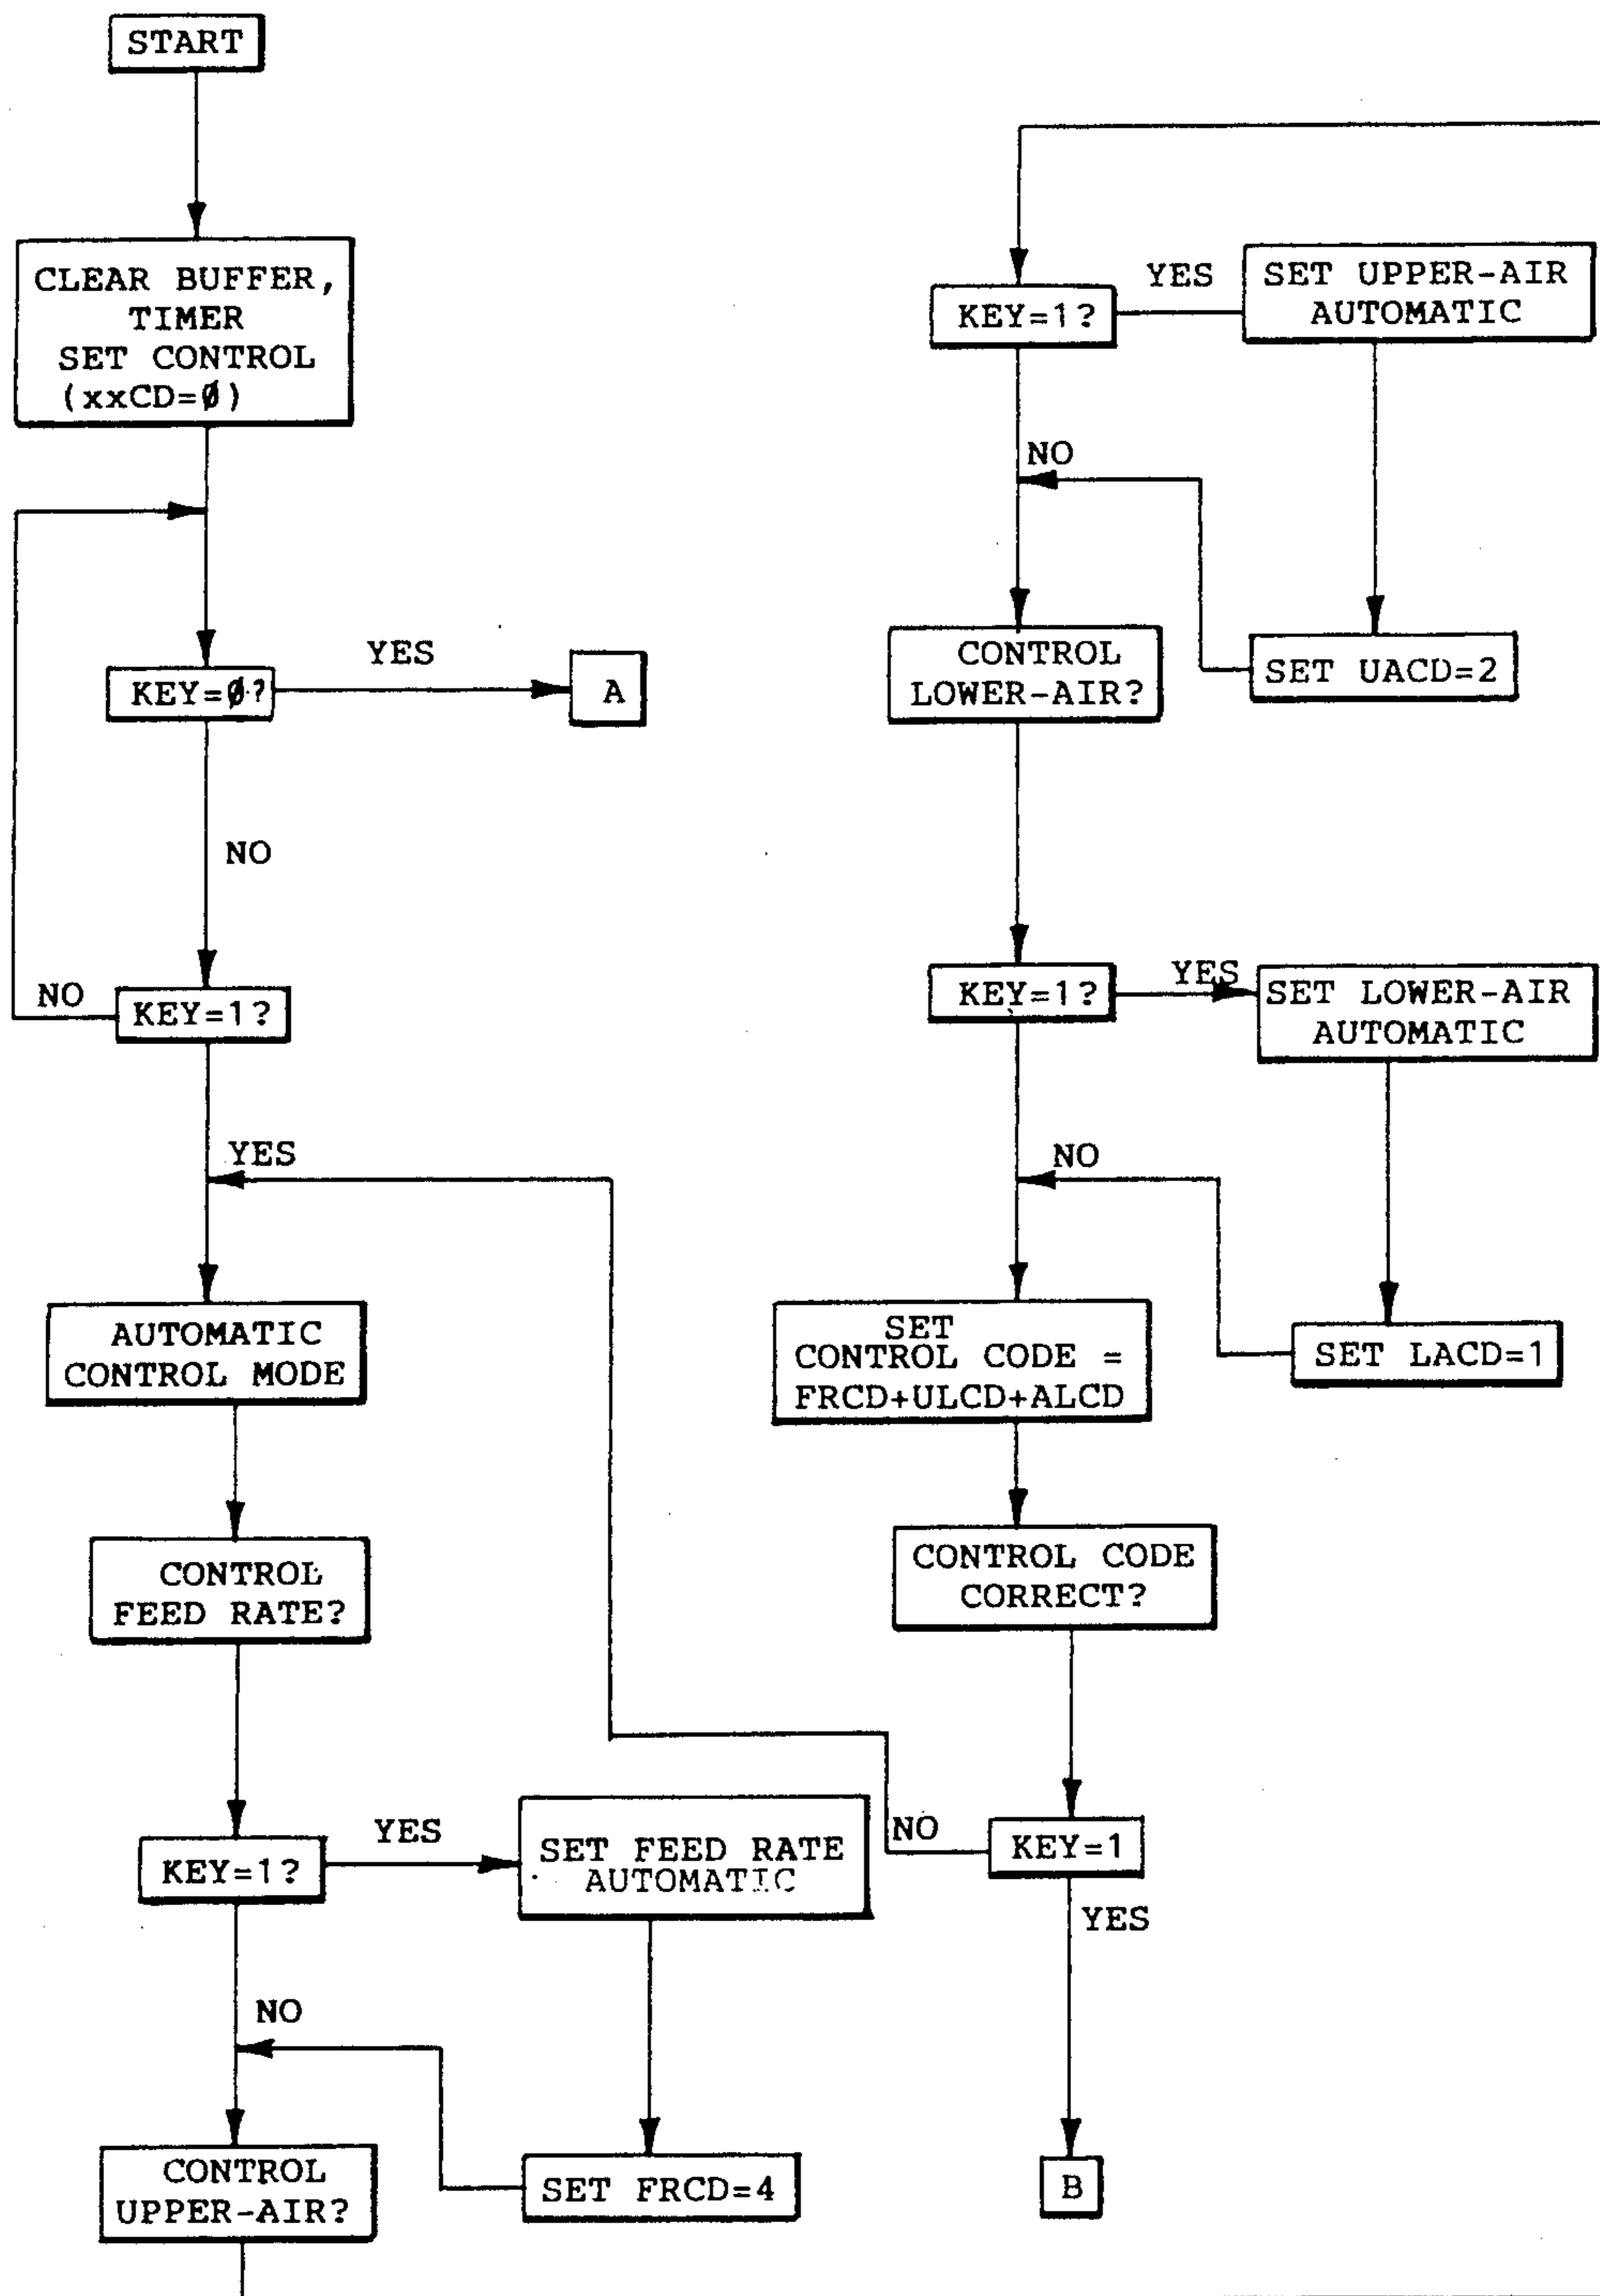 START
CLEAR BUFFER,
TIMER
SET CONTROL
(xxCD=Ø)
KEY=Ø?
YES
A
NO
KEY=1?
NO
YES
AUTOMATIC
CONTROL MODE
CONTROL
FEED RATE?
KEY=1?
YES
SET FEED RATE
AUTOMATIC
NO
SET FRCD=4
CONTROL
UPPER-AIR?
KEY=1?
YES
SET UPPER-AIR
AUTOMATIC
NO
SET UACD=2
CONTROL
LOWER-AIR?
KEY=1?
YES
SET LOWER-AIR
AUTOMATIC
NO
SET LACD=1
SET
CONTROL CODE =
FRCD+ULCD+ALCD
CONTROL CODE
CORRECT?
NO
KEY=1
YES
B